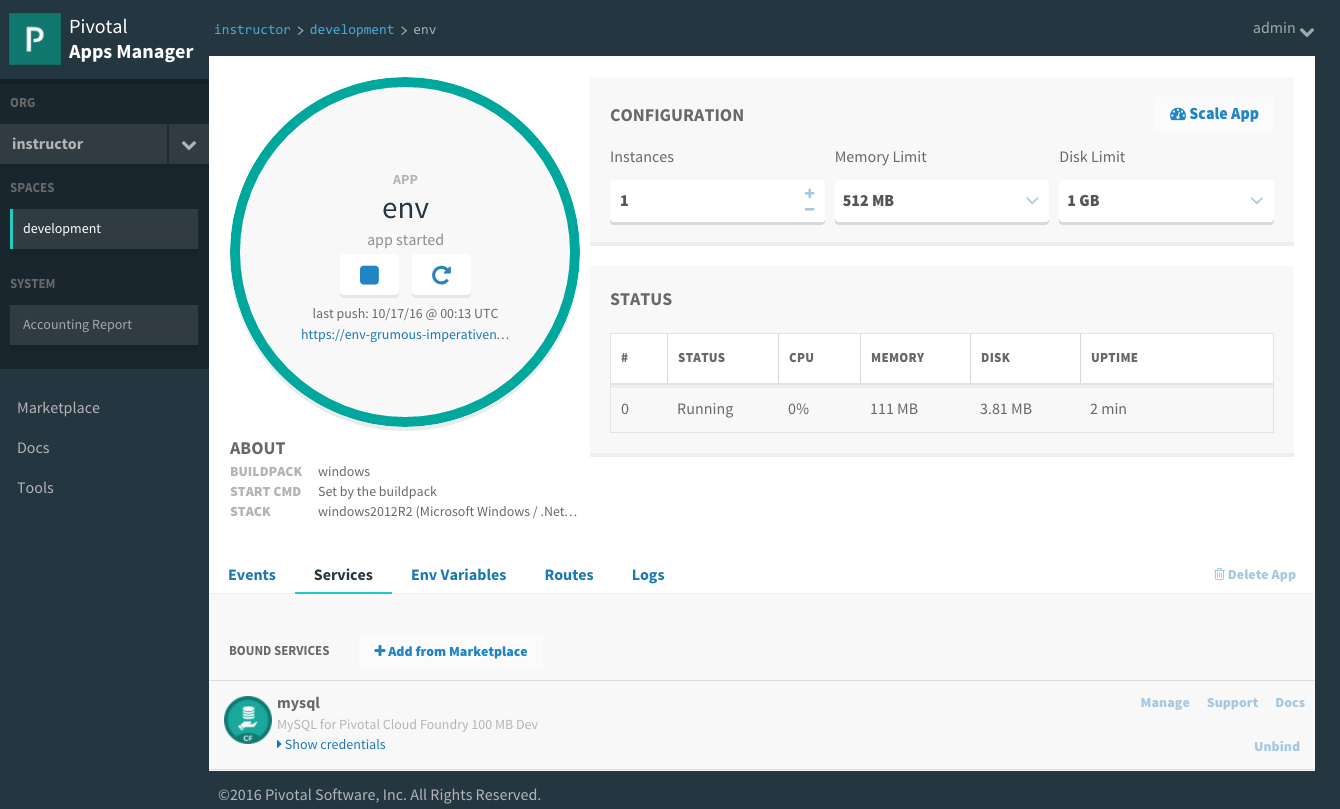 P
Pivotal
Apps Manager
instructor > development > env
admin
ORG
instructor
SPACES
development
SYSTEM
Accounting Report
Marketplace
Docs
Tools
APP
env
app started
last push: 10/17/16 @ 00:13 UTC
https://env-grumous-imperativen…
ABOUT
BUILDPACK windows
START CMD Set by the buildpack
STACK windows2012R2 (Microsoft Windows / .Net…
CONFIGURATION
Scale App
Instances Memory Limit Disk Limit
1 512 MB 1 GB
STATUS
# STATUS CPU MEMORY DISK UPTIME
0 Running 0% 111 MB 3.81 MB 2 min
Events Services Env Variables Routes Logs Delete App
BOUND SERVICES + Add from Marketplace
CF
mysql
MySQL for Pivotal Cloud Foundry 100 MB Dev
Show credentials
Manage Support Docs
Unbind
©2016 Pivotal Software, Inc. All Rights Reserved.